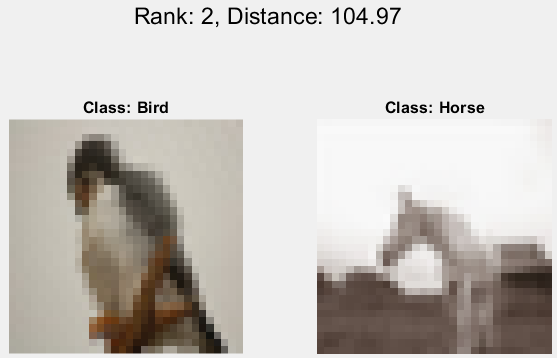 Rank: 2, Distance: 104.97
Class: Bird
Class: Horse